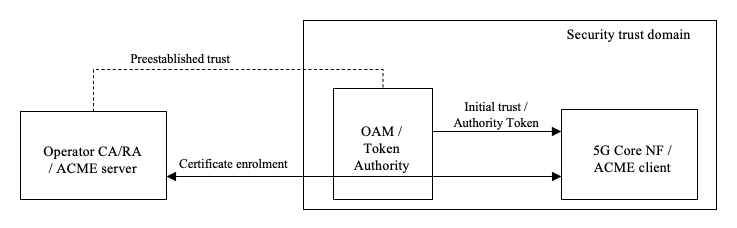 Security trust domain
Preestablished trust
Initial trust /
Authority Token
OAM /
Token
Authority
Operator CA/RA
/ ACME server
5G Core NF /
ACME client
Certificate enrolment